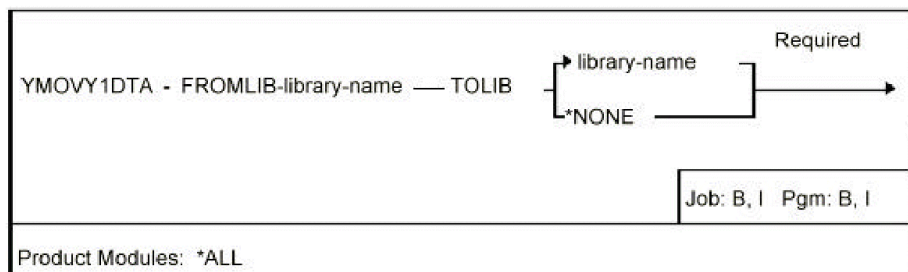 Required
YMOVY1DTA - FROMLIB-library-name — TOLIB library-name
*NONE
Job: B, I Pgm: B, I
Product Modules: *ALL